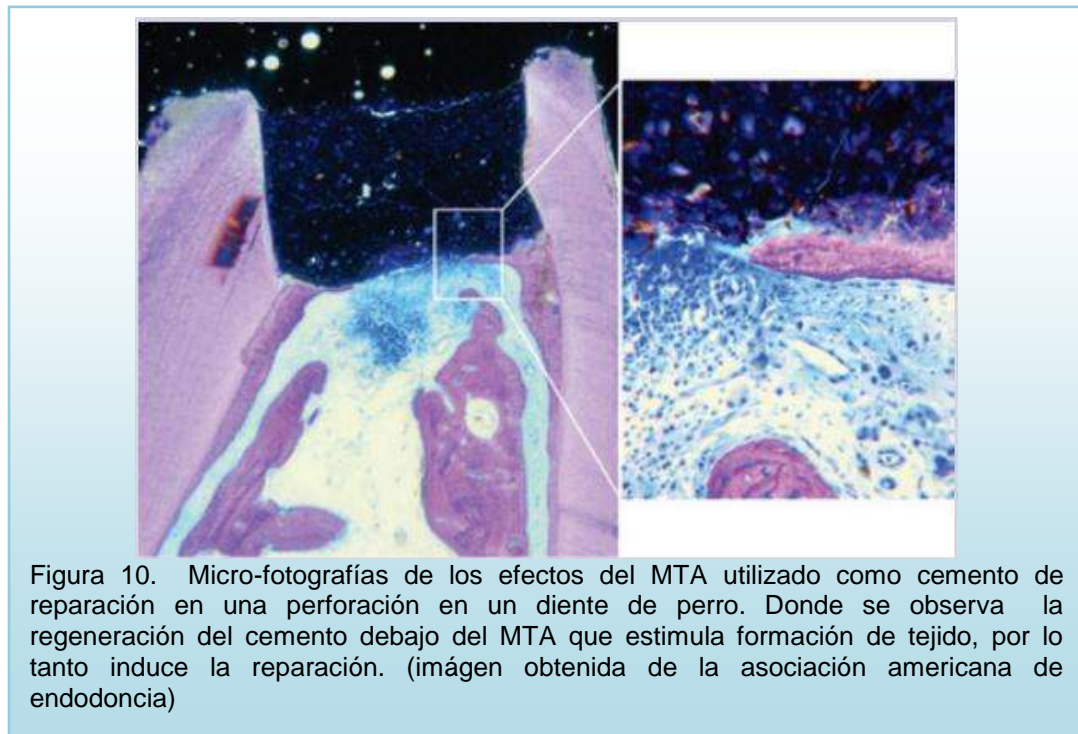 Figura 10. Micro-fotografías de los efectos del MTA utilizado como cemento de
reparación en una perforación en un diente de perro. Donde se observa la
regeneración del cemento debajo del MTA que estimula formación de tejido, por lo
tanto induce la reparación. (imágen obtenida de la asociación americana de
endodoncia)